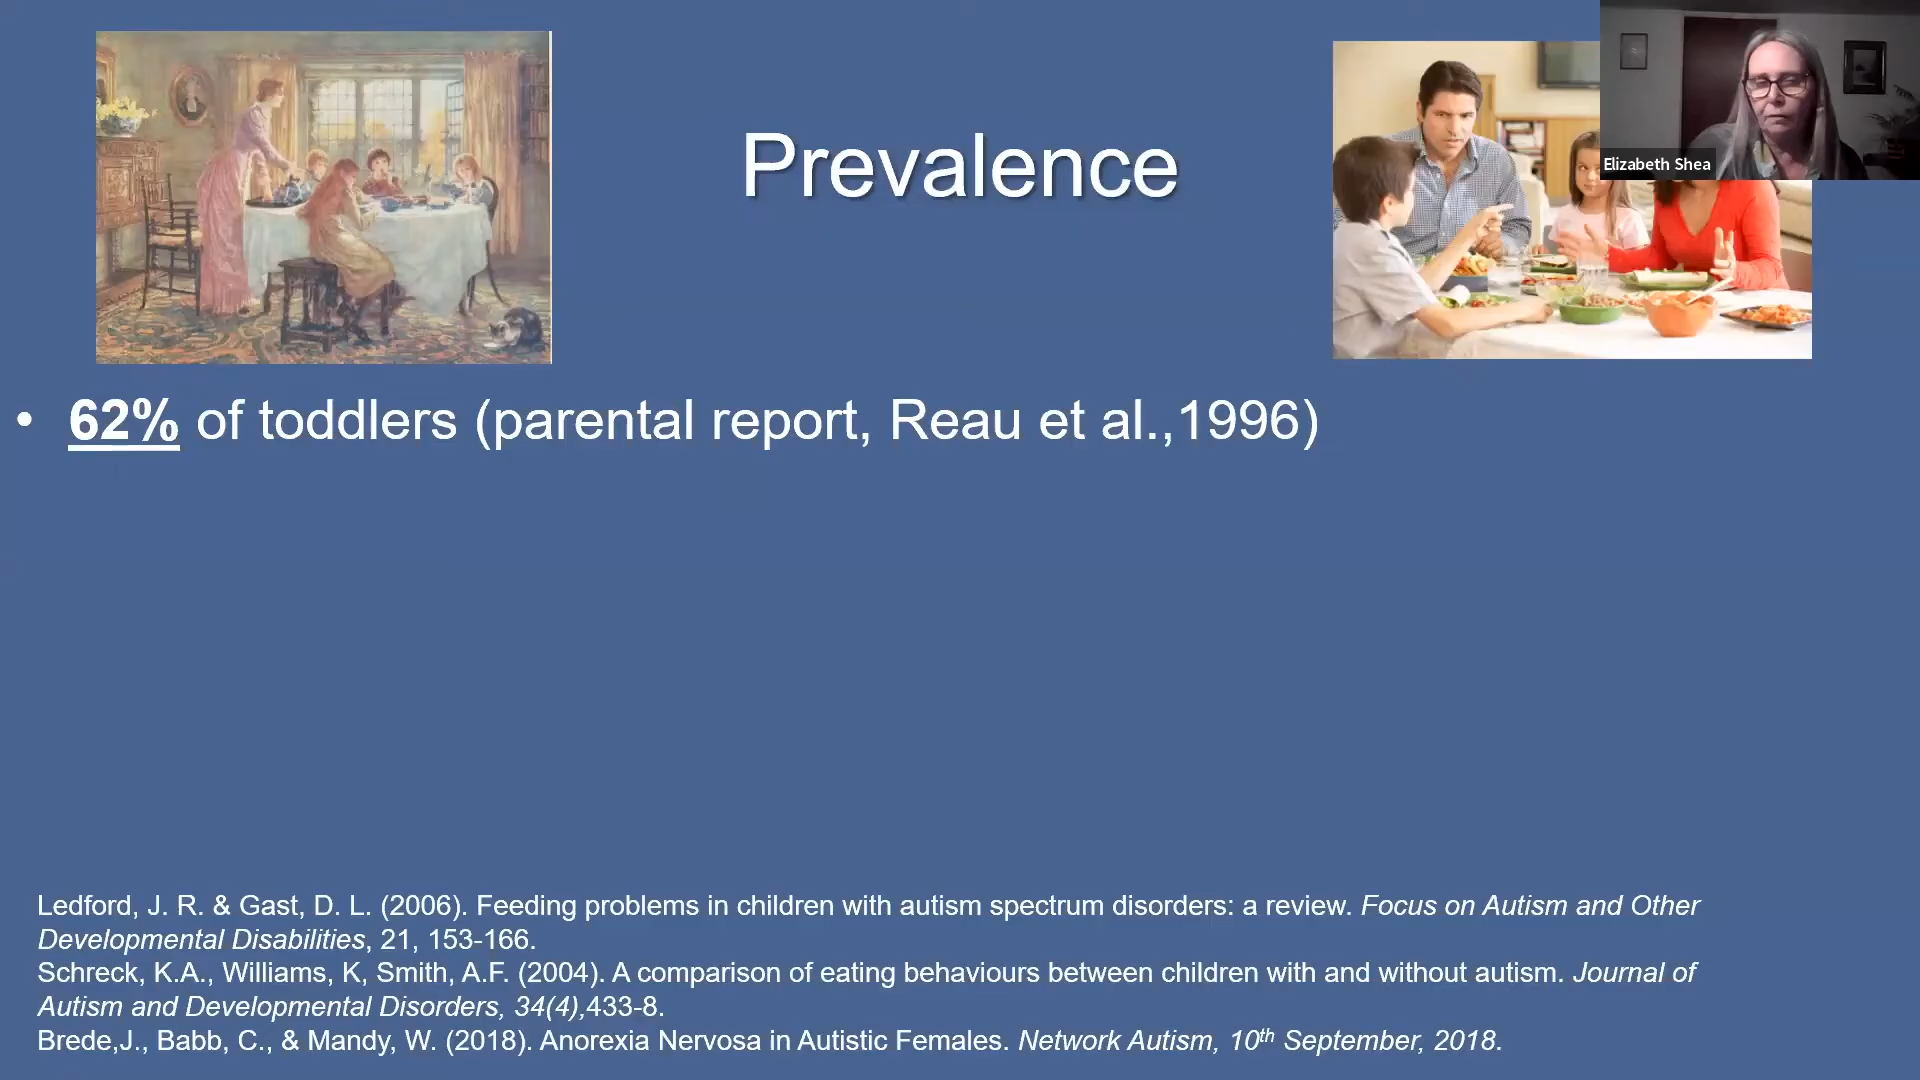 Elizabeth Shea
Prevalence
• 62% of toddlers (parental report, Reau et al.,1996)
Ledford, J. R. & Gast, D. L. (2006). Feeding problems in children with autism spectrum disorders: a review. Focus on Autism and Other
Developmental Disabilities, 21, 153-166.
Schreck, K.A., Williams, K, Smith, A.F. (2004). A comparison of eating behaviours between children with and without autism. Journal of
Autism and Developmental Disorders, 34(4),433-8.
Brede,J., Babb, C., & Mandy, W. (2018). Anorexia Nervosa in Autistic Females. Network Autism, 10th September, 2018.